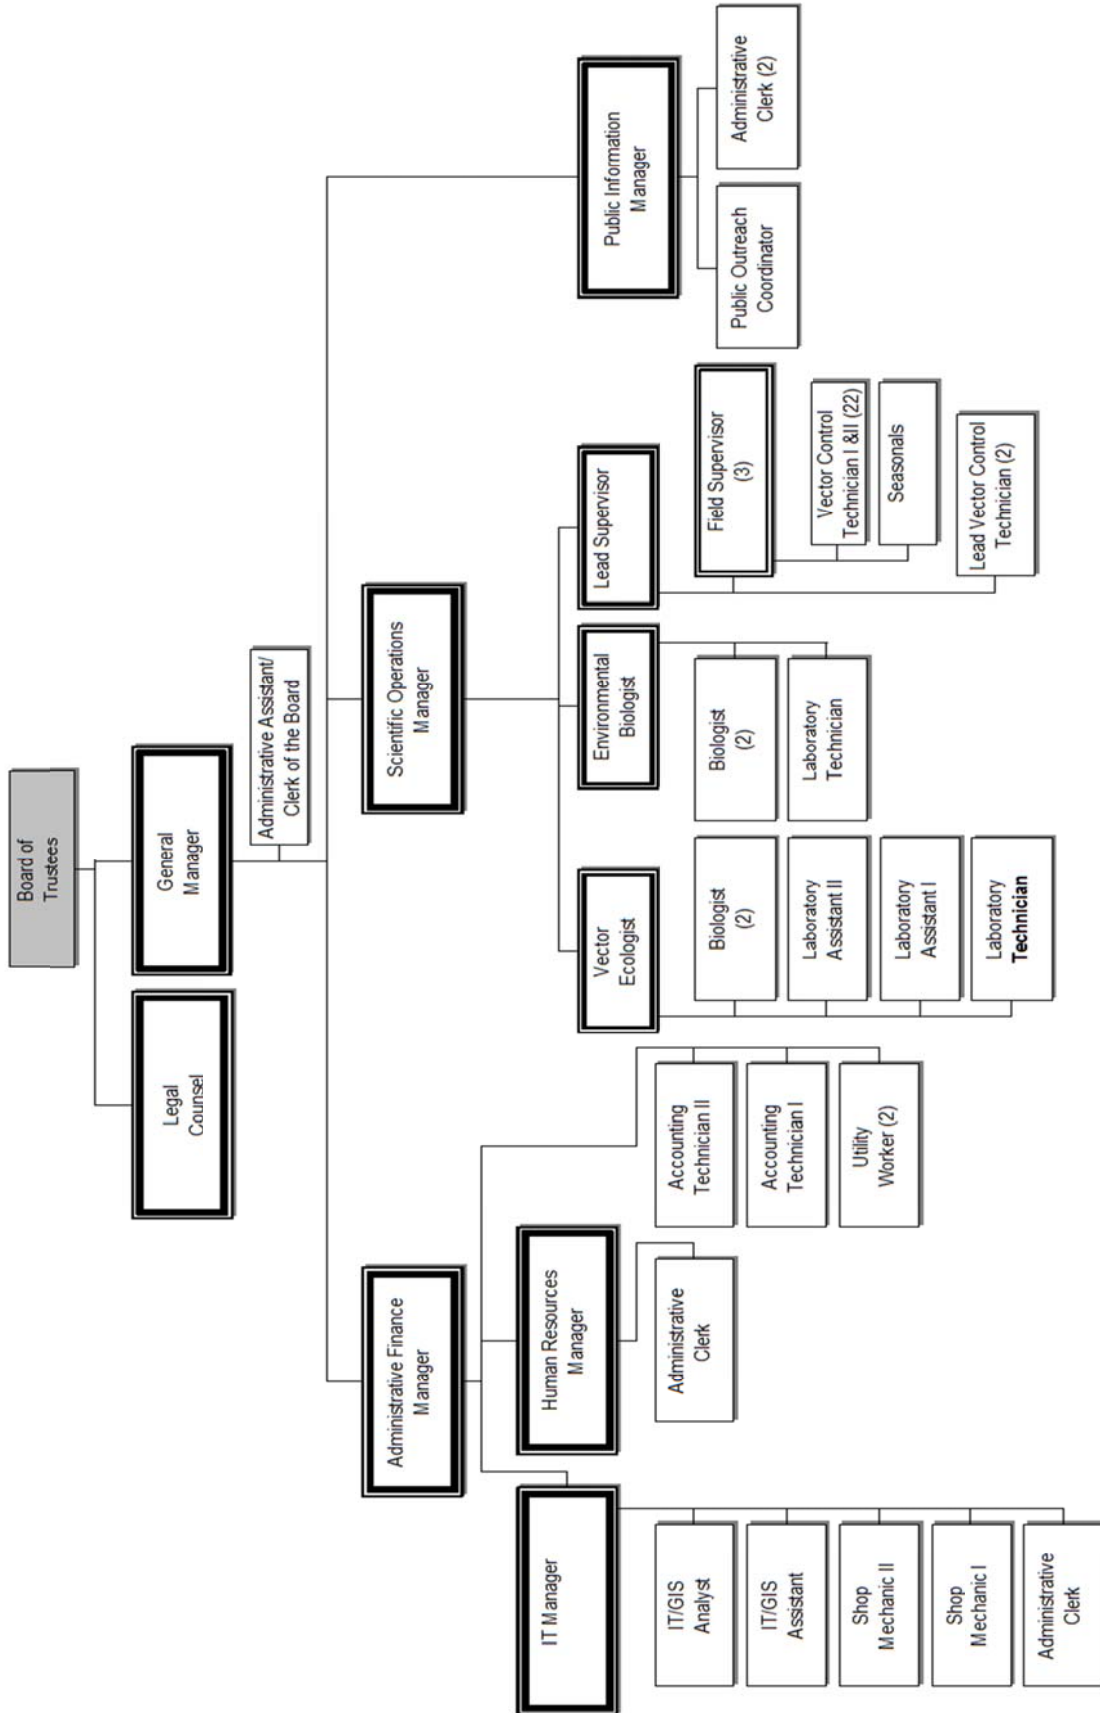 Board of
Trustees
Legal
Counsel
General
Manager
Administrative Assistant/
Clerk of the Board
Administrative Finance
Manager
Scientific Operations
Manager
Public Information
Manager
IT Manager
Human Resources
Manager
Vector
Ecologist
Environmental
Biologist
Lead Supervisor
IT/GIS
Analyst
IT/GIS
Assistant
Shop
Mechanic II
Shop
Mechanic I
Administrative
Clerk
Administrative
Clerk
Accounting
Technician II
Accounting
Technician I
Utility
Worker (2)
Biologist
(2)
Laboratory
Assistant II
Laboratory
Assistant I
Laboratory
Technician
Biologist
(2)
Laboratory
Technician
Field Supervisor
(3)
Vector Control
Technician I &II (22)
Seasonals
Lead Vector Control
Technician (2)
Public Outreach
Coordinator
Administrative
Clerk (2)